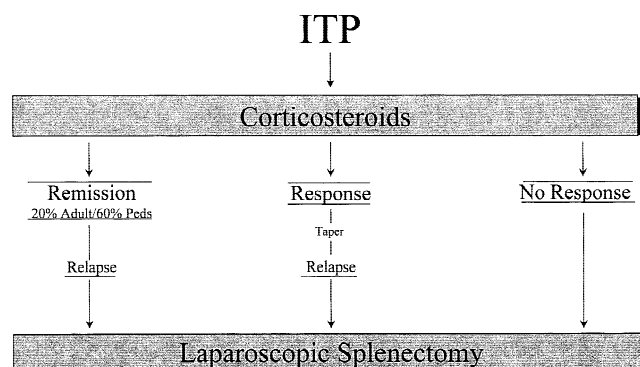 ITP
Corticosteroids
Remission
20% Adult/60% Peds
Response
No Response
Taper
Relapse
Relapse
Laparoscopic Splenectomy